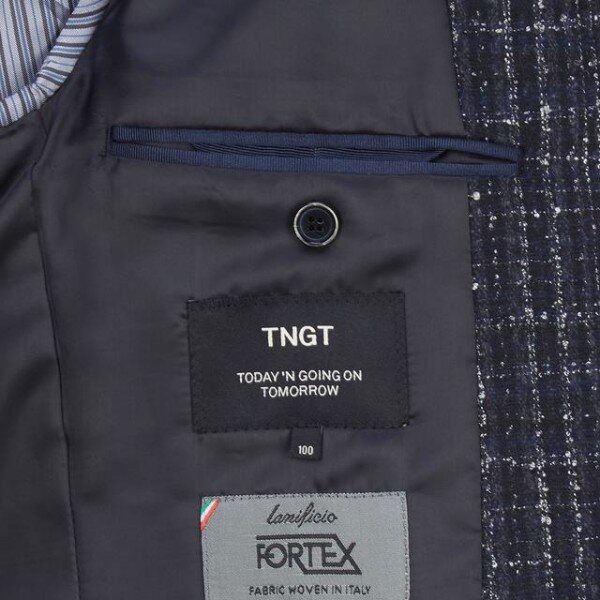 TNGT
TODAY 'N GOING ON
TOMORROW
100
lanificio
FORTEX
FABRIC WOVEN IN ITALY